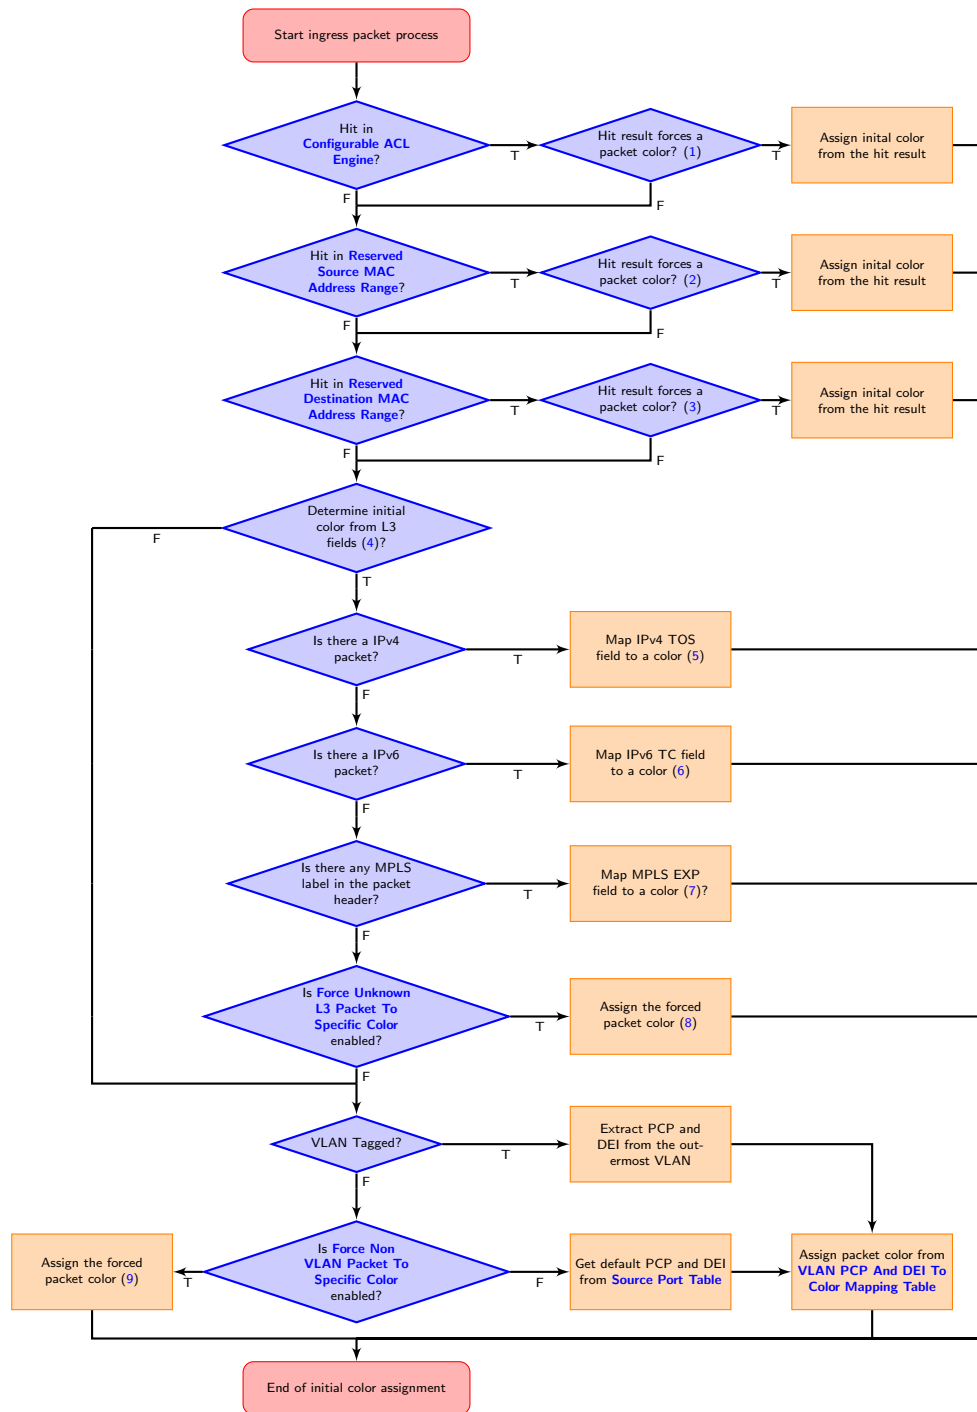 Start ingress packet process
Hit in
Configurable ACL
Engine?
T
Hit result forces a
packet color? (1)
T
Assign inital color
from the hit result
F
F
Hit in Reserved
Source MAC
Address Range?
T
Hit result forces a
packet color? (2)
T
Assign inital color
from the hit result
F
F
Hit in Reserved
Destination MAC
Address Range?
T
Hit result forces a
packet color? (3)
T
Assign inital color
from the hit result
F
F
Determine initial
color from L3
fields (4)?
F
T
Is there a IPv4
packet?
T
Map IPv4 TOS
field to a color (5)
F
Is there a IPv6
packet?
T
Map IPv6 TC field
to a color (6)
F
Is there any MPLS
label in the packet
header?
T
Map MPLS EXP
field to a color (7)?
F
Is Force Unknown
L3 Packet To
Specific Color
enabled?
T
Assign the forced
packet color (8)
F
VLAN Tagged?
T
Extract PCP and
DEI from the out-
ermost VLAN
F
Assign the forced
packet color (9)
T
Is Force Non
VLAN Packet To
Specific Color
enabled?
F
Get default PCP and DEI
from Source Port Table
Assign packet color from
VLAN PCP And DEI To
Color Mapping Table
End of initial color assignment